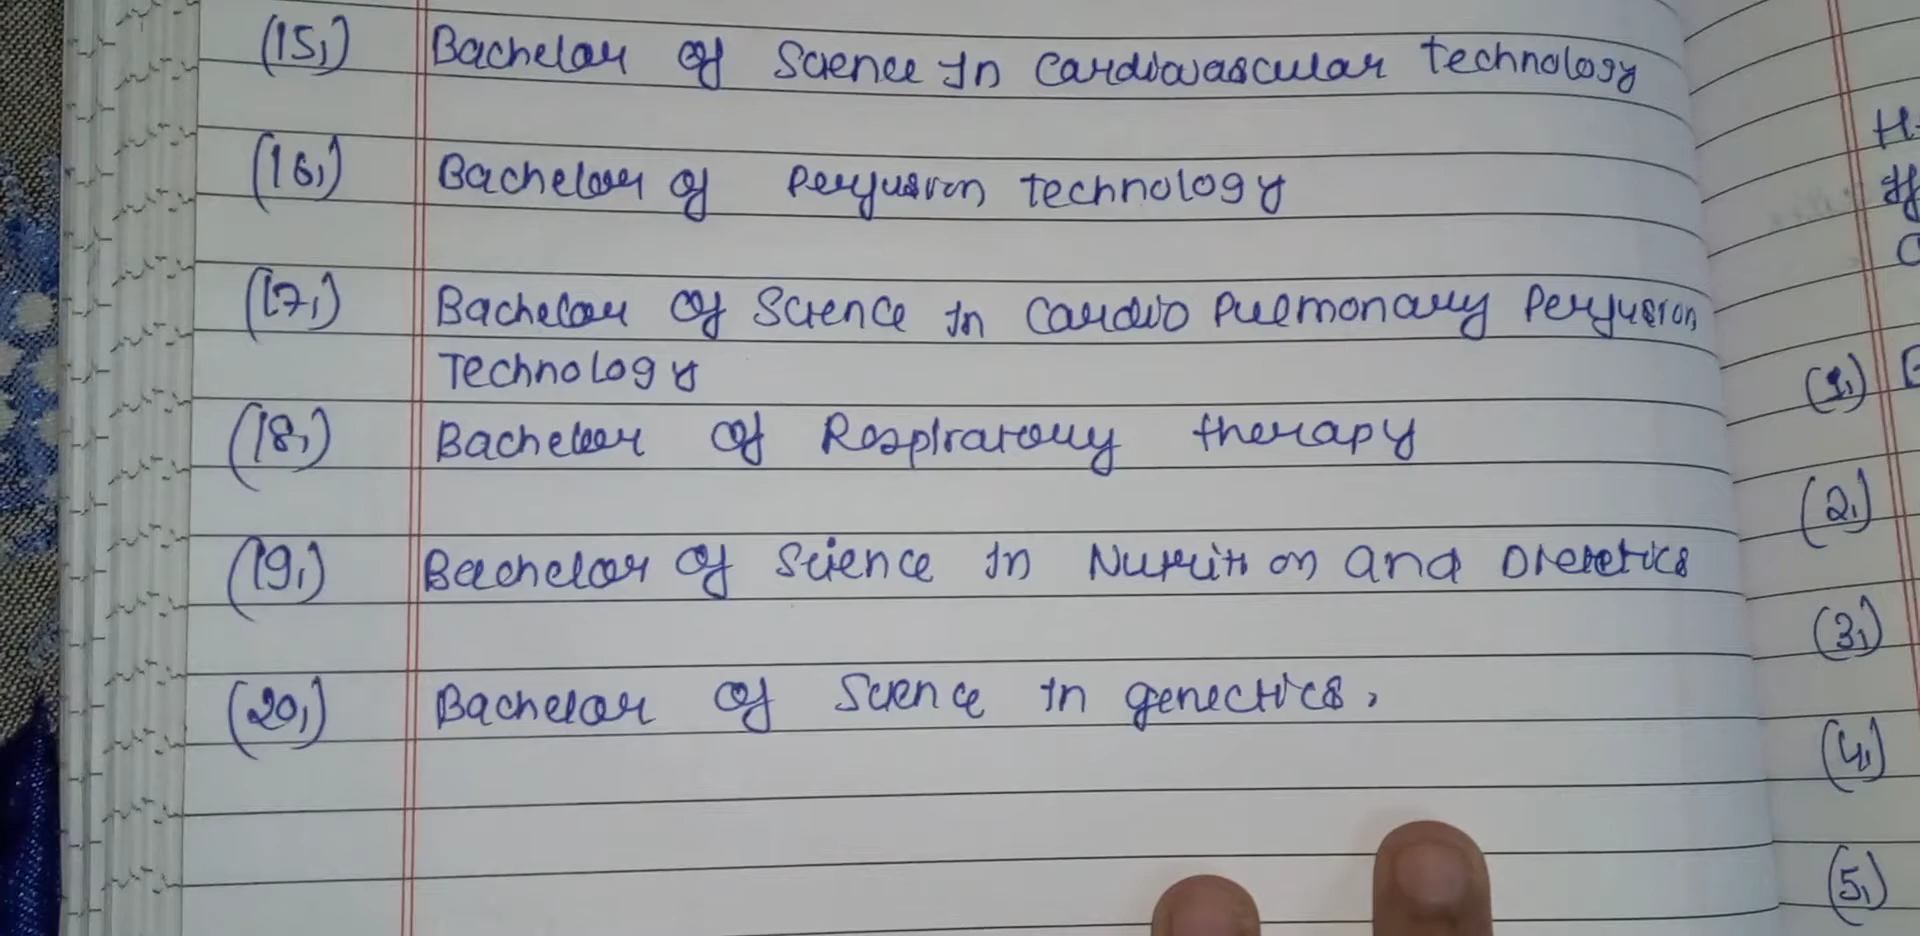 (15,) Bachelor of Science In Cardiovascular technology
(16,) Bachelor of Perfusion technology
(17,) Bachelor of Science In Cardio Pulmonary Perfusion
Technology
(18,) Bachelor of Respiratory therapy
(19,) Bachelor of Science In Nutrition and Dietetics
(20,) Bachelor of Science In genectics,
(1,)
(2,)
(3,)
(4,)
(5,)